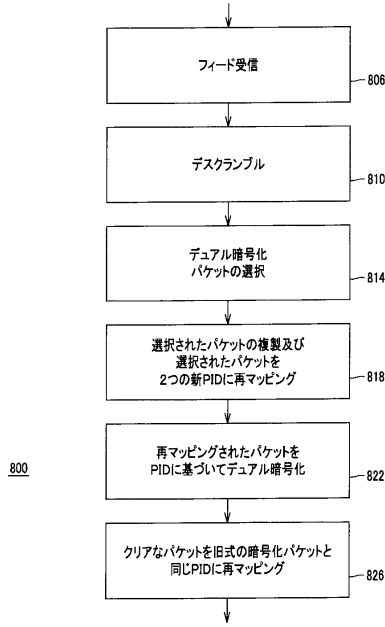 フィード受信
806
デスクランブル
810
デュアル暗号化
パケットの選択
814
選択されたパケットの複製及び
選択されたパケットを
2つの新PIDに再マッピング
818
800
再マッピングされたパケットを
PIDに基づいてデュアル暗号化
822
クリアなパケットを旧式の暗号化パケットと
同じPIDに再マッピング
826